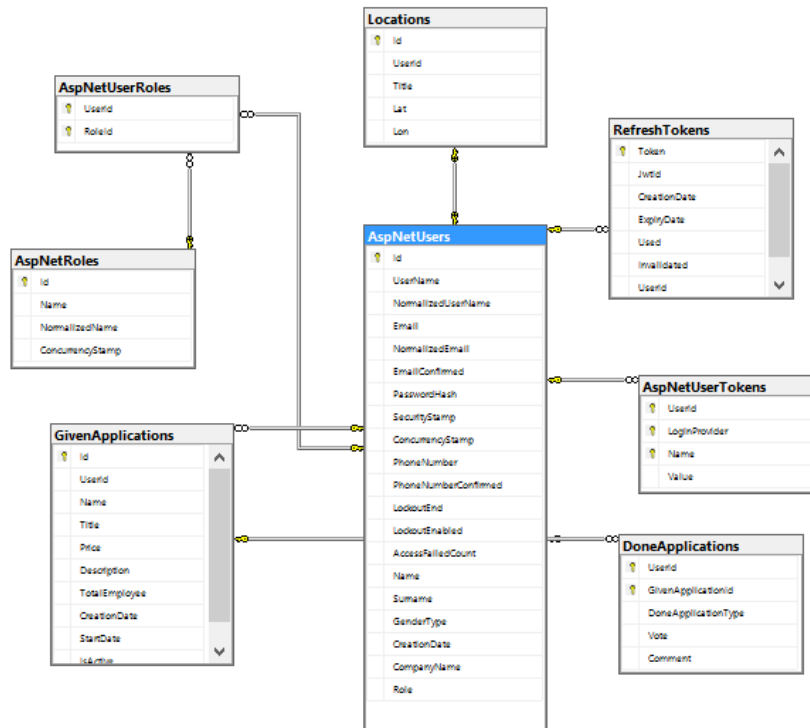 Locations
Id
UserId
Title
Lat
Lon
AspNetUserRoles
UserId
RoleId
RefreshTokens
Token
JwtId
CreationDate
ExpiryDate
Used
Invalidated
UserId
AspNetUsers
Id
UserName
NormalizedUserName
Email
NormalizedEmail
EmailConfirmed
PasswordHash
SecurityStamp
ConcurrencyStamp
PhoneNumber
PhoneNumberConfirmed
LockoutEnd
LockoutEnabled
AccessFailedCount
Name
Surname
GenderType
CreationDate
CompanyName
Role
AspNetRoles
Id
Name
NormalizedName
ConcurrencyStamp
AspNetUserTokens
UserId
LoginProvider
Name
Value
GivenApplications
Id
UserId
Name
Title
Price
Description
TotalEmployee
CreationDate
StartDate
IsActive
DoneApplications
UserId
GivenApplicationId
DoneApplicationType
Vote
Comment